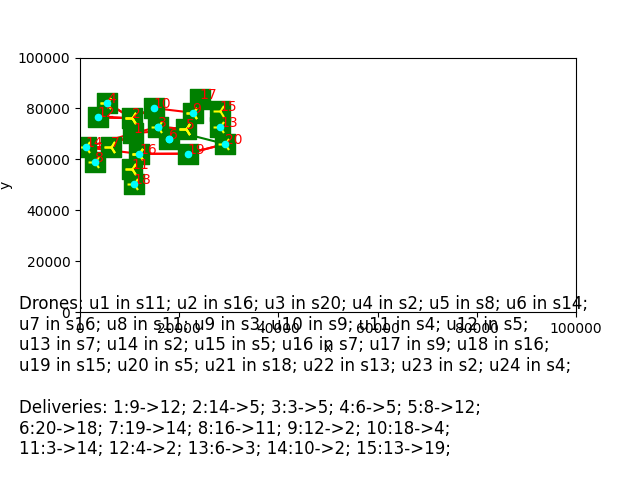 100000
80000
60000
40000
20000
0
y
0 20000 40000 60000 80000 100000
x
Drones: u1 in s11; u2 in s16; u3 in s20; u4 in s2; u5 in s8; u6 in s14;
u7 in s16; u8 in s11; u9 in s3; u10 in s9; u11 in s4; u12 in s5;
u13 in s7; u14 in s2; u15 in s5; u16 in s7; u17 in s9; u18 in s16;
u19 in s15; u20 in s5; u21 in s18; u22 in s13; u23 in s2; u24 in s4;
Deliveries: 1:9->12; 2:14->5; 3:3->5; 4:6->5; 5:8->12;
6:20->18; 7:19->14; 8:16->11; 9:12->2; 10:18->4;
11:3->14; 12:4->2; 13:6->3; 14:10->2; 15:13->19;